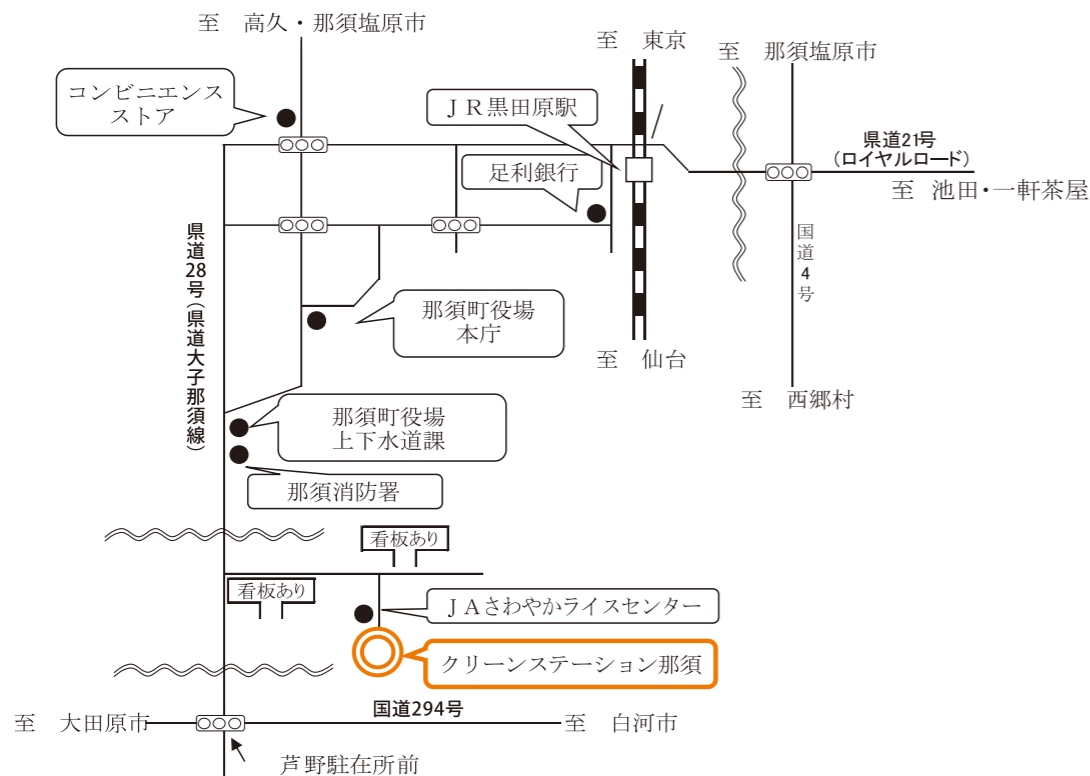 至　高久・那須塩原市
至　東京
至　那須塩原市
コンビニエンス
ストア
ＪＲ黒田原駅
県道21号
（ロイヤルロード）
足利銀行
至　池田・一軒茶屋
県道28号（県道大子那須線）
国道4号
那須町役場
本庁
至　仙台
至　西郷村
那須町役場
上下水道課
那須消防署
看板あり
看板あり
ＪＡさわやかライスセンター
クリーンステーション那須
国道294号
至　大田原市
至　白河市
芦野駐在所前